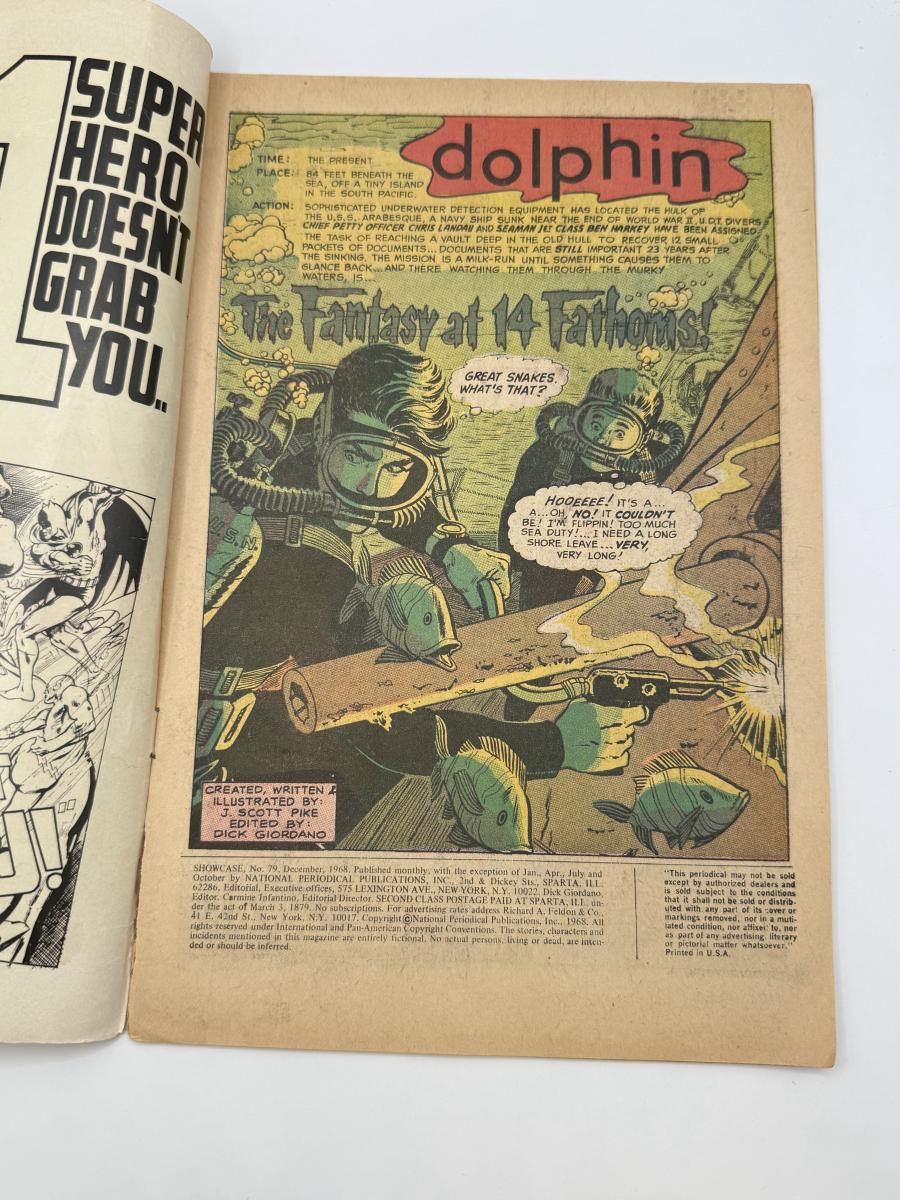 SUPER
HERO
DOESN'T
GRAB
YOU..
dolphin
TIME: THE PRESENT
PLACE: 84 FEET BENEATH THE
SEA, OFF A TINY ISLAND
IN THE SOUTH PACIFIC.
ACTION: SOPHISTICATED UNDERWATER DETECTION EQUIPMENT HAS LOCATED THE HULK OF
THE U.S.S. ARABESQUE, A NAVY SHIP SUNK NEAR THE END OF WORLD WAR II. U.D.T. DIVERS
CHIEF PETTY OFFICER CHRIS LANDAU AND SEAMAN 1ST CLASS BEN HARKEY HAVE BEEN ASSIGNED
THE TASK OF REACHING A VAULT DEEP IN THE OLD HULL TO RECOVER 12 SMALL
PACKETS OF DOCUMENTS... DOCUMENTS THAT ARE STILL IMPORTANT 23 YEARS AFTER
THE SINKING. THE MISSION IS A MILK-RUN UNTIL SOMETHING CAUSES THEM TO
GLANCE BACK...AND THERE WATCHING THEM THROUGH THE MURKY
WATERS, IS...
The Fantasy at 14 Fathoms!
GREAT SNAKES.
WHAT'S THAT?
HOOEEEE! IT'S A...
A...OH, NO! IT COULDN'T
BE! I'M FLIPPIN! TOO MUCH
SEA DUTY!... I NEED A LONG
SHORE LEAVE... VERY,
VERY LONG!
.S.N.
CREATED, WRITTEN &
ILLUSTRATED BY:
J. SCOTT PIKE
EDITED BY:
DICK GIORDANO
SHOWCASE, No. 79, December, 1968. Published monthly, with the exception of Jan., Apr., July and
October by NATIONAL PERIODICAL PUBLICATIONS, INC., 2nd & Dickey Sts., SPARTA, ILL.
62286. Editorial, Executive offices, 575 LEXINGTON AVE., NEW YORK, N.Y. 10022. Dick Giordano,
Editor. Carmine Infantino, Editorial Director. SECOND CLASS POSTAGE PAID AT SPARTA, ILL. un-
der the act of March 3, 1879. No subscriptions. For advertising rates address Richard A. Feldon & Co.,
41 E. 42nd St., New York, N.Y. 10017. Copyright © National Periodical Publications, Inc., 1968. All
rights reserved under International and Pan-American Copyright Conventions. The stories, characters and
incidents mentioned in this magazine are entirely fictional. No actual persons, living or dead, are inten-
ded or should be inferred.
"This periodical may not be sold
except by authorized dealers and
is sold subject to the conditions
that it shall not be sold or distrib-
uted with any part of its cover or
markings removed, nor in a muti-
lated condition, nor affixed to, nor
as part of any advertising, literary
or pictorial matter whatsoever."
Printed in U.S.A.